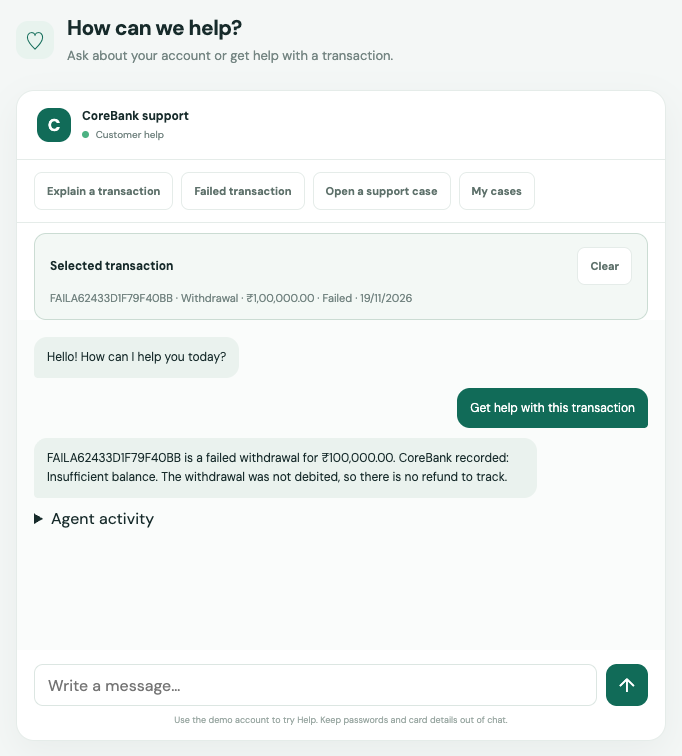 How can we help?
Ask about your account or get help with a transaction.
C
CoreBank support
Customer help
Explain a transaction
Failed transaction
Open a support case
My cases
Selected transaction
Clear
FAILA62433D1F79F40BB · Withdrawal · ₹1,00,000.00 · Failed · 19/11/2026
Hello! How can I help you today?
Get help with this transaction
FAILA62433D1F79F40BB is a failed withdrawal for ₹100,000.00. CoreBank recorded:
Insufficient balance. The withdrawal was not debited, so there is no refund to track.
Agent activity
Write a message...
Use the demo account to try Help. Keep passwords and card details out of chat.